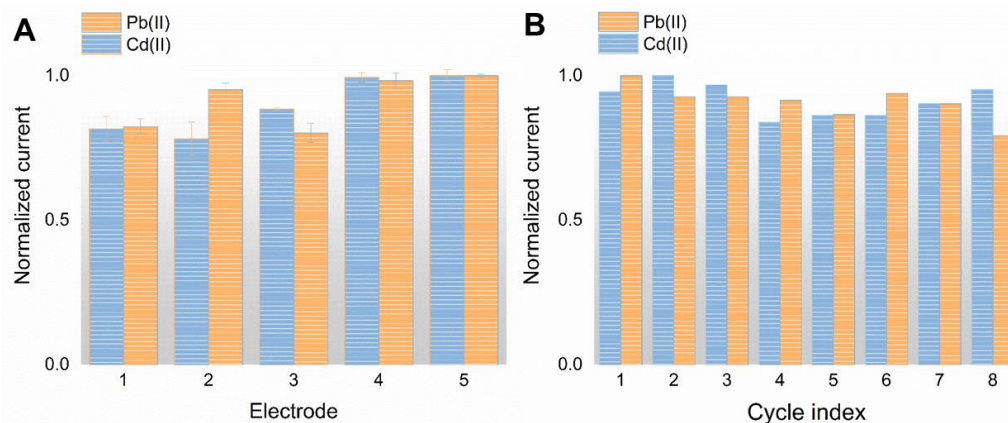 A
Pb(II)
Cd(II)
Normalized current
1.0
0.5
0.0
1 2 3 4 5
Electrode
B
Pb(II)
Cd(II)
Normalized current
1.0
0.5
0.0
1 2 3 4 5 6 7 8
Cycle index